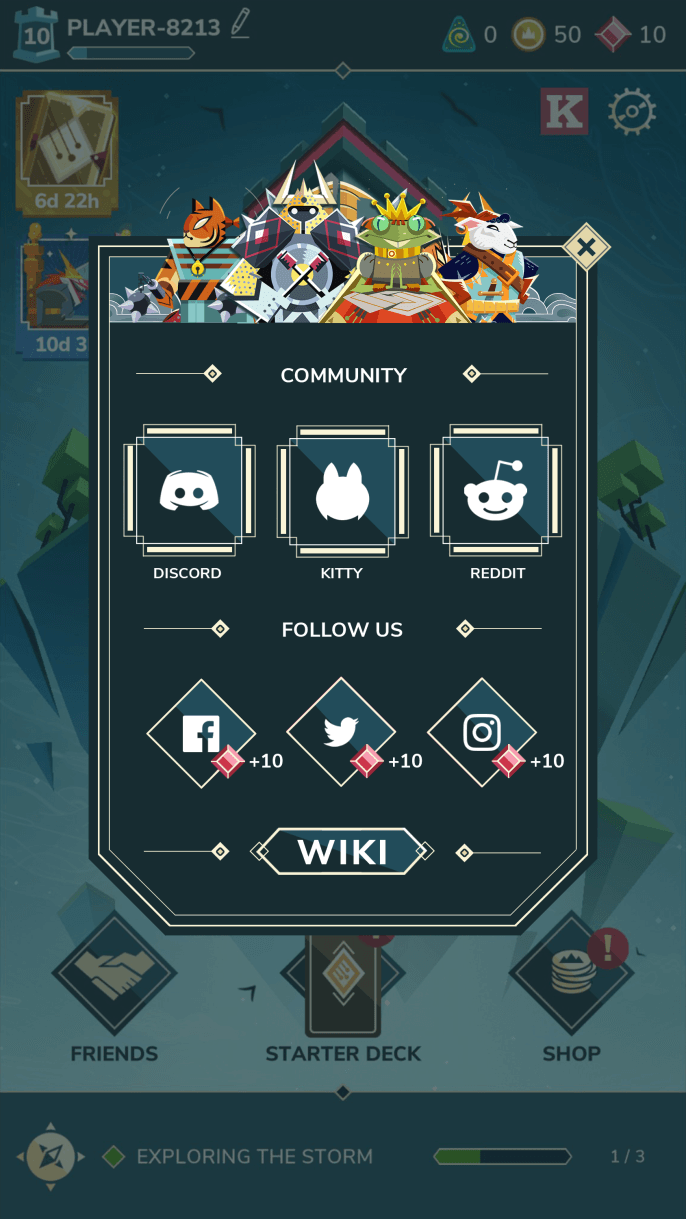 10
PLAYER-8213
0
50
10
K
6d 22h
10d 3
COMMUNITY
DISCORD
KITTY
REDDIT
FOLLOW US
+10
+10
+10
WIKI
!
FRIENDS
STARTER DECK
SHOP
EXPLORING THE STORM
1 / 3